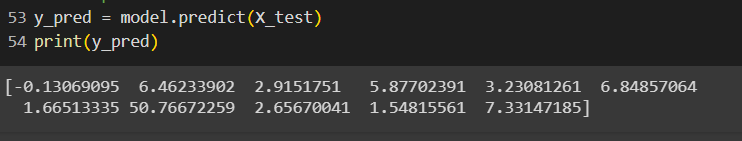 53 y_pred = model.predict(X_test)
54 print(y_pred)
[-0.13069095 6.46233902 2.9151751 5.87702391 3.23081261 6.84857064
1.66513335 50.76672259 2.65670041 1.54815561 7.33147185]